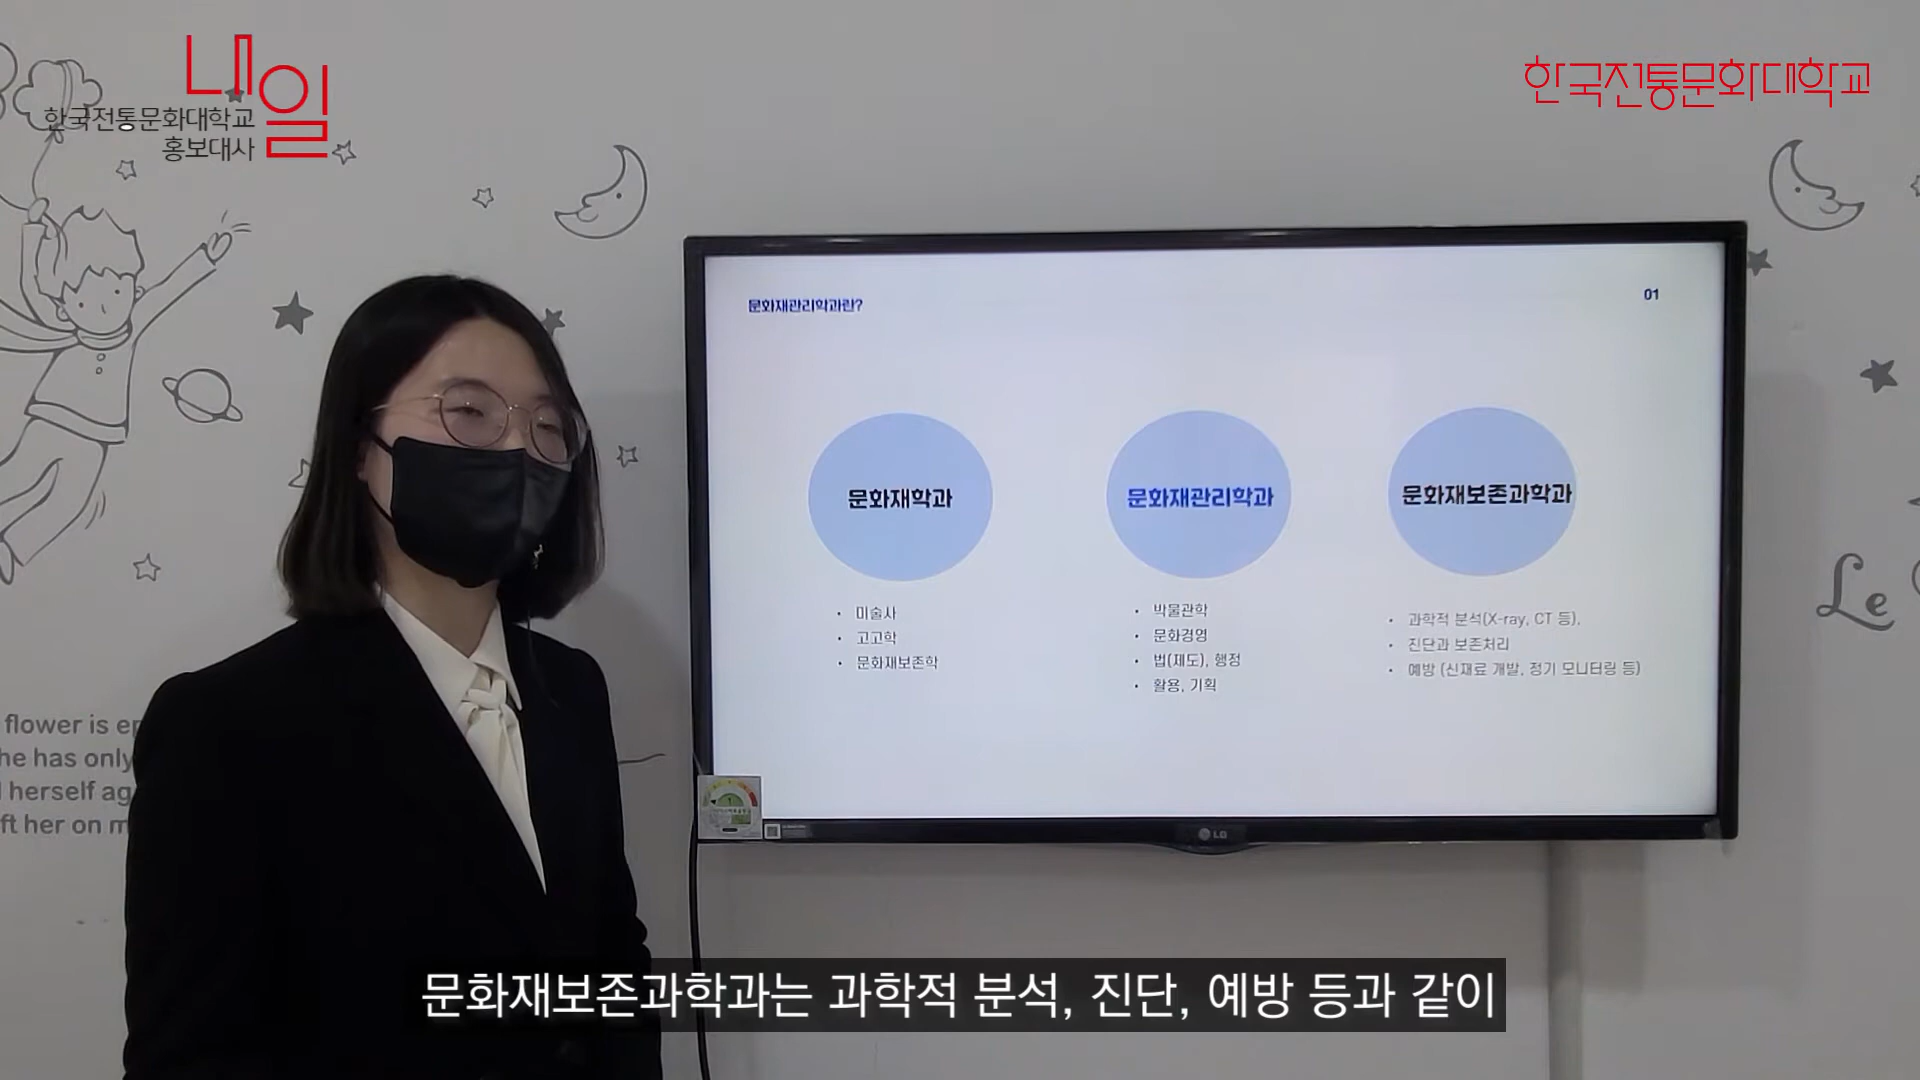 내일
한국전통문화대학교
홍보대사
한국전통문화대학교
문화재관리학과란?
01
문화재학과
문화재관리학과
문화재보존과학과
• 미술사
• 고고학
• 문화재보존학
• 박물관학
• 문화경영
• 법(제도), 행정
• 활용, 기획
• 과학적 분석(X-ray, CT 등),
• 진단과 보존처리
• 예방 (신재료 개발, 정기 모니터링 등)
Le
flower is
he has only
herself
her on
LG
문화재보존과학과는 과학적 분석, 진단, 예방 등과 같이